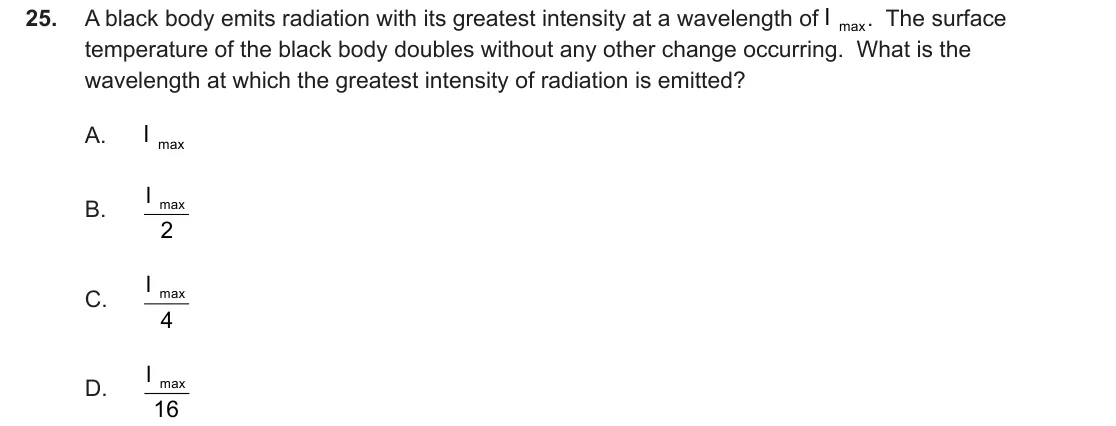 25. A black body emits radiation with its greatest intensity at a wavelength of I max. The surface
temperature of the black body doubles without any other change occurring. What is the
wavelength at which the greatest intensity of radiation is emitted?
A. I max
B. I max
2
C. I max
4
D. I max
16